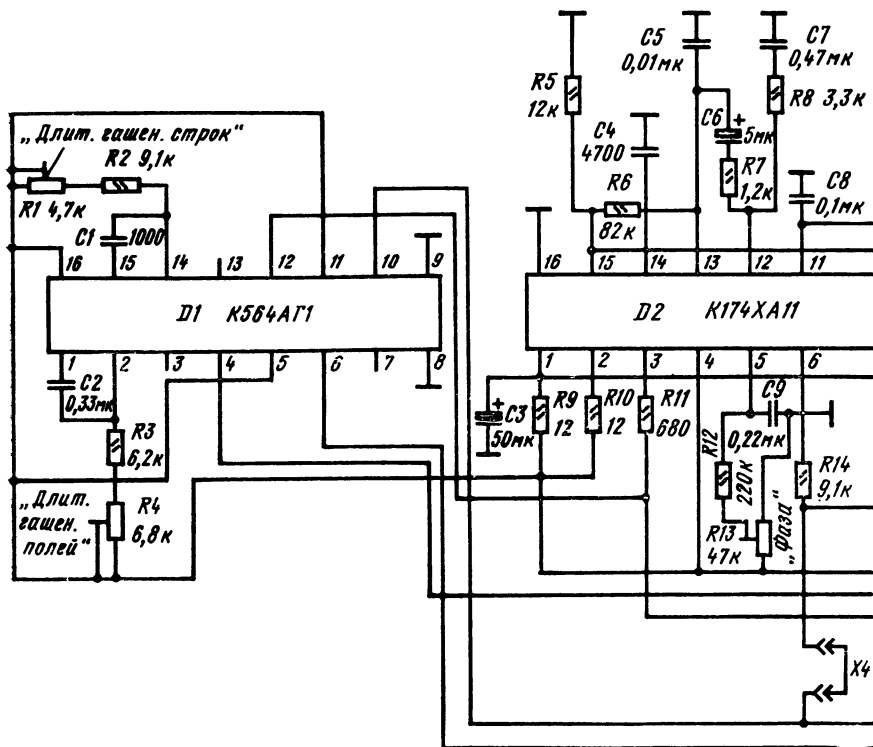 C5
0,01мк
C7
0,47мк
R5
12к
C6
+
5мк
R8 3,3к
C4
4700
„Длит. гашен. строк“
R2 9,1к
R7
1,2к
R6
C8
0,1мк
R1 4,7к
C1
1000
82к
16
15
14
13
12
11
10
9
16
15
14
13
12
11
D1 К564АГ1
D2 К174ХА11
1
2
3
4
5
6
7
8
1
2
3
4
5
6
C2
0,33мк
+
C3
50мк
R9
12
R10
12
R11
680
C9
0,22мк
R3
6,2к
R12
220к
R14
9,1к
„Длит.
гашен.
полей“
R4
6,8к
R13
47к
„Фаза“
X4